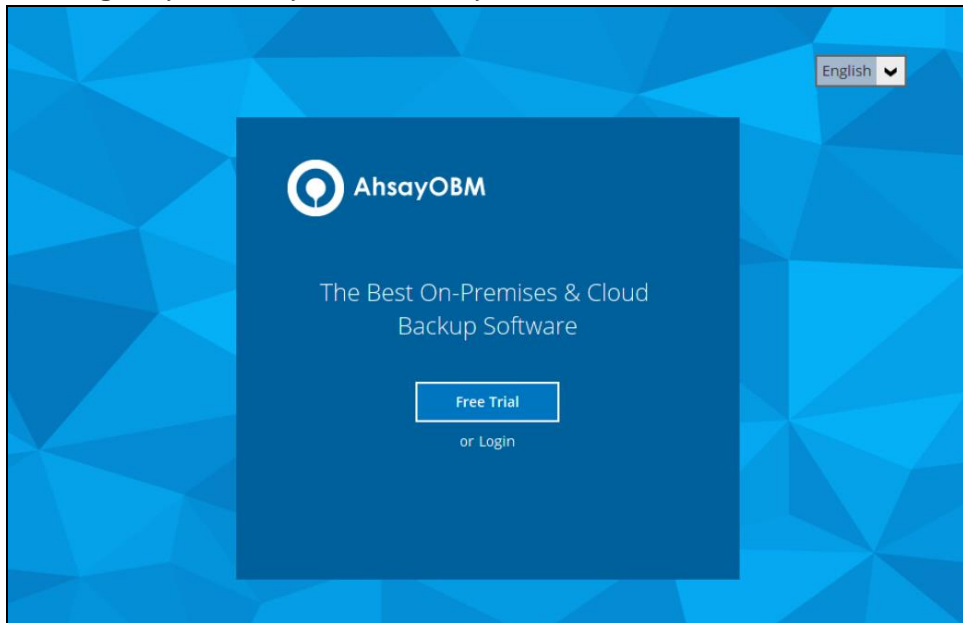 English
AhsayOBM
The Best On-Premises & Cloud
Backup Software
Free Trial
or Login